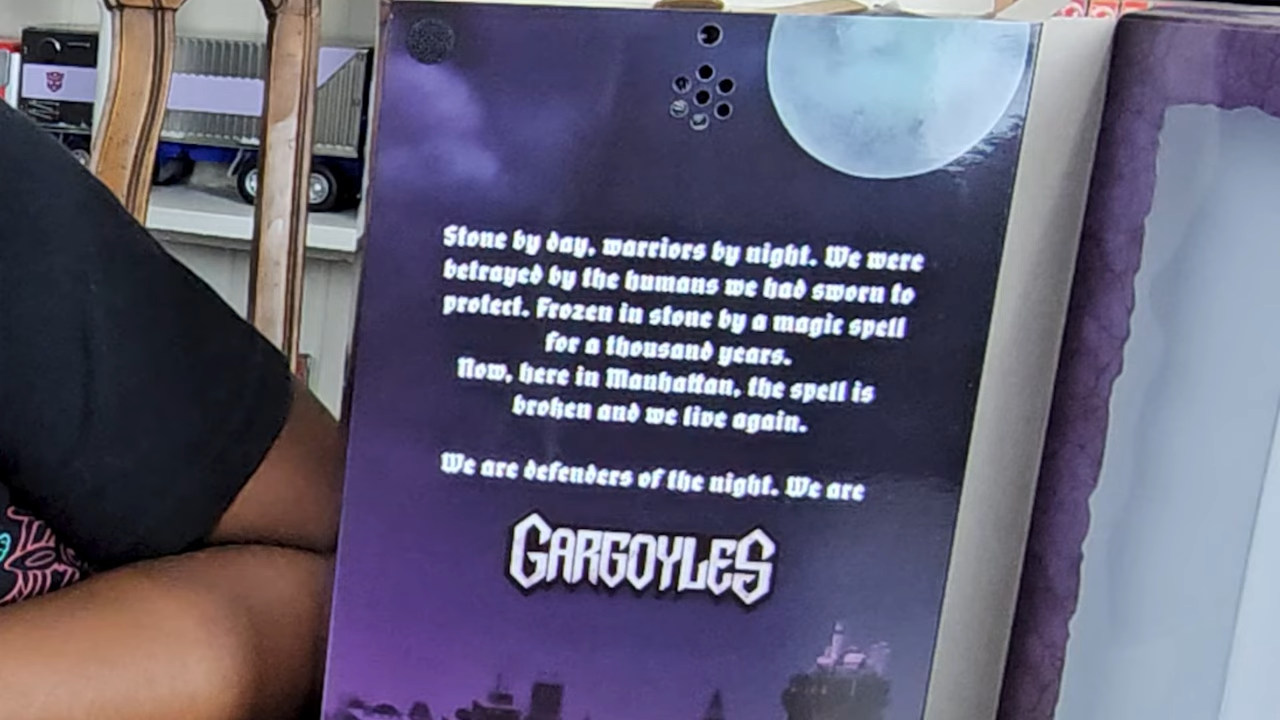 Stone by day, warriors by night. We were
betrayed by the humans we had sworn to
protect. Frozen in stone by a magic spell
for a thousand years.
Now, here in Manhattan, the spell is
broken and we live again.
We are defenders of the night. We are
GARGOYLES